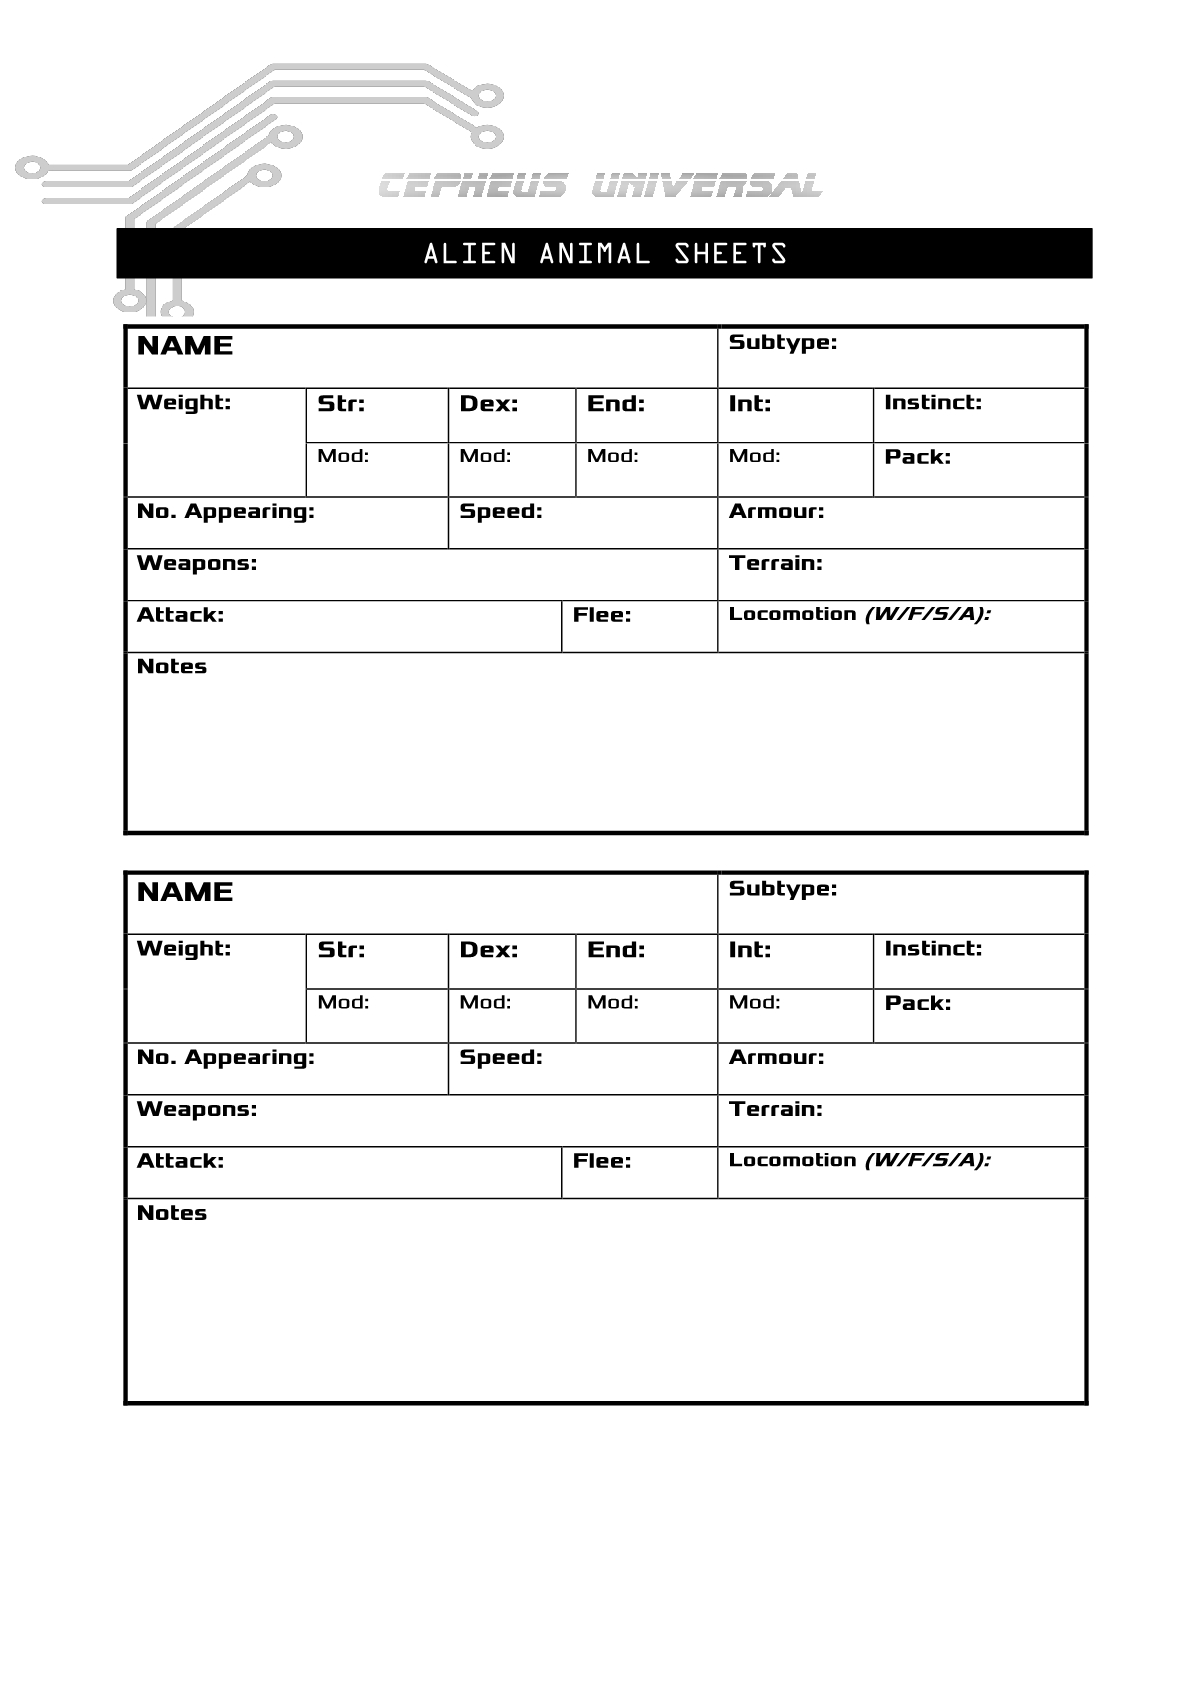 CEPHEUS UNIVERSAL
ALIEN ANIMAL SHEETS
NAME Subtype:
Weight: Str: Dex: End: Int: Instinct:
Mod: Mod: Mod: Mod: Pack:
No. Appearing: Speed: Armour:
Weapons: Terrain:
Attack: Flee: Locomotion (W/F/S/A):
Notes
NAME Subtype:
Weight: Str: Dex: End: Int: Instinct:
Mod: Mod: Mod: Mod: Pack:
No. Appearing: Speed: Armour:
Weapons: Terrain:
Attack: Flee: Locomotion (W/F/S/A):
Notes